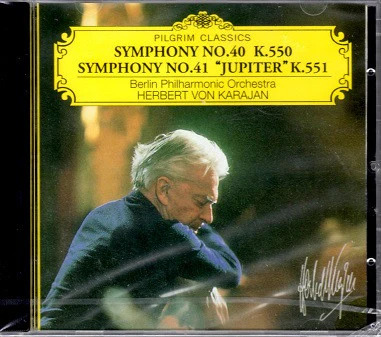 PILGRIM CLASSICS
SYMPHONY NO.40 K.550
SYMPHONY NO.41 "JUPITER" K.551
Berlin Philharmonic Orchestra
HERBERT VON KARAJAN